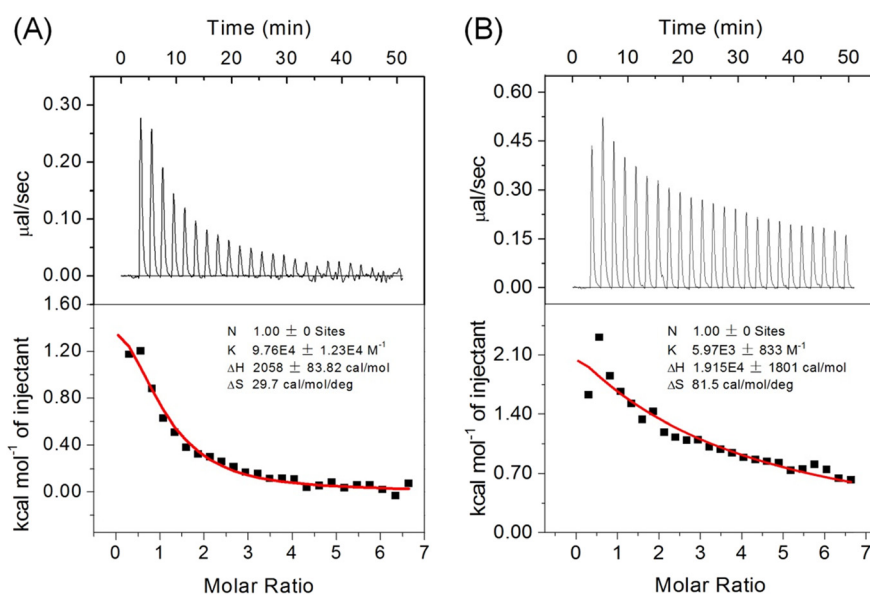 (A)
Time (min)
0 10 20 30 40 50
0.30
0.20
0.10
0.00
µal/sec
1.60
1.20
0.80
0.40
0.00
kcal mol⁻¹ of injectant
N 1.00 ± 0 Sites
K 9.76E4 ± 1.23E4 M⁻¹
ΔH 2058 ± 83.82 cal/mol
ΔS 29.7 cal/mol/deg
0 1 2 3 4 5 6 7
Molar Ratio
(B)
Time (min)
0 10 20 30 40 50
0.60
0.45
0.30
0.15
0.00
µal/sec
2.10
1.40
0.70
0.00
kcal mol⁻¹ of injectant
N 1.00 ± 0 Sites
K 5.97E3 ± 833 M⁻¹
ΔH 1.915E4 ± 1801 cal/mol
ΔS 81.5 cal/mol/deg
0 1 2 3 4 5 6 7
Molar Ratio